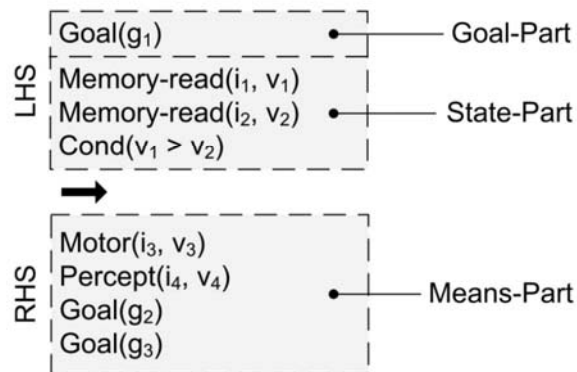 LHS
Goal(g₁)
Goal-Part
Memory-read(i₁, v₁)
Memory-read(i₂, v₂)
State-Part
Cond(v₁ > v₂)
RHS
Motor(i₃, v₃)
Percept(i₄, v₄)
Means-Part
Goal(g₂)
Goal(g₃)